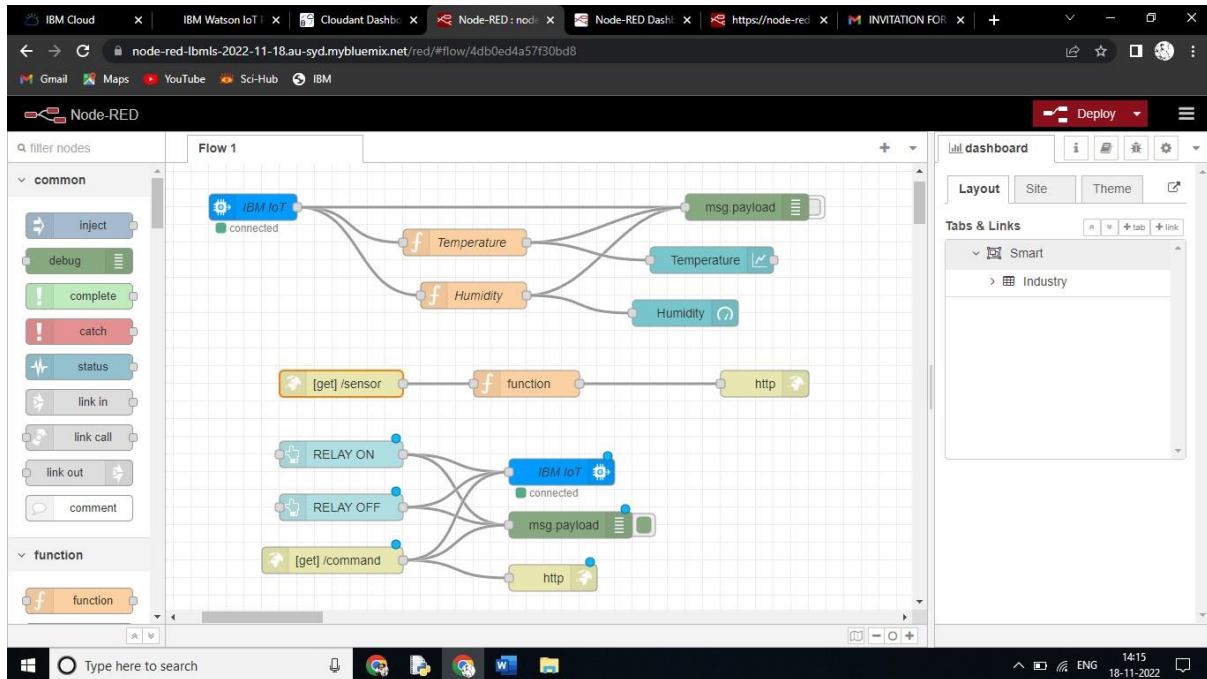 IBM Cloud
IBM Watson IoT P
Cloudant Dashbo
Node-RED : node
Node-RED Dash
https://node-red
INVITATION FOR
node-red-lbmls-2022-11-18.au-syd.mybluemix.net/red/#flow/4db0ed4a57f30bd8
Gmail Maps YouTube Sci-Hub IBM
Node-RED
Deploy
filter nodes
Flow 1
dashboard
common
inject
debug
complete
catch
status
link in
link call
link out
comment
function
function
IBM IoT
connected
msg.payload
Temperature
Temperature
Humidity
Humidity
[get] /sensor
function
http
RELAY ON
IBM IoT
connected
RELAY OFF
msg.payload
[get] /command
http
Layout Site Theme
Tabs & Links
tab
link
Smart
Industry
Type here to search
ENG
14:15
18-11-2022